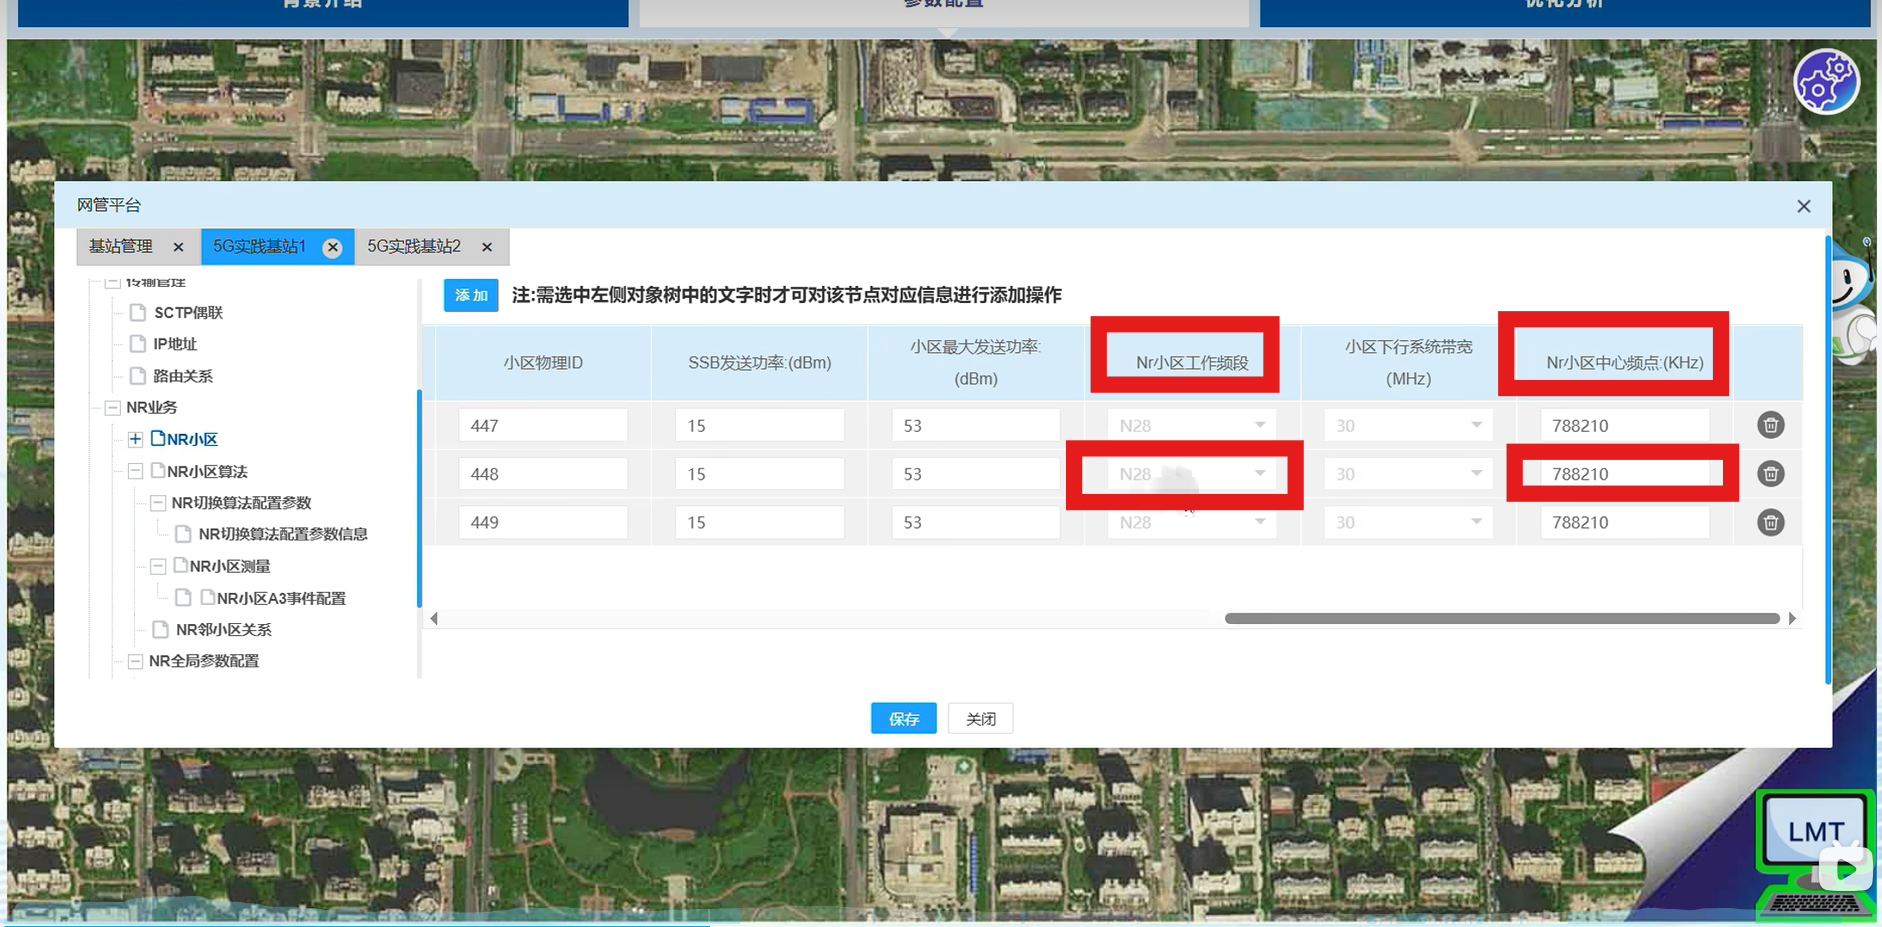 背景介绍
参数配置
优化分析
网管平台
基站管理
5G实践基站1
5G实践基站2
传输管理
SCTP偶联
IP地址
路由关系
NR业务
NR小区
NR小区算法
NR切换算法配置参数
NR切换算法配置参数信息
NR小区测量
NR小区A3事件配置
NR邻小区关系
NR全局参数配置
添加 注:需选中左侧对象树中的文字时才可对该节点对应信息进行添加操作
小区物理ID SSB发送功率:(dBm) 小区最大发送功率:(dBm) Nr小区工作频段 小区下行系统带宽(MHz) Nr小区中心频点:(KHz)
447 15 53 N28 30 788210
448 15 53 N28 30 788210
449 15 53 N28 30 788210
保存 关闭
LMT